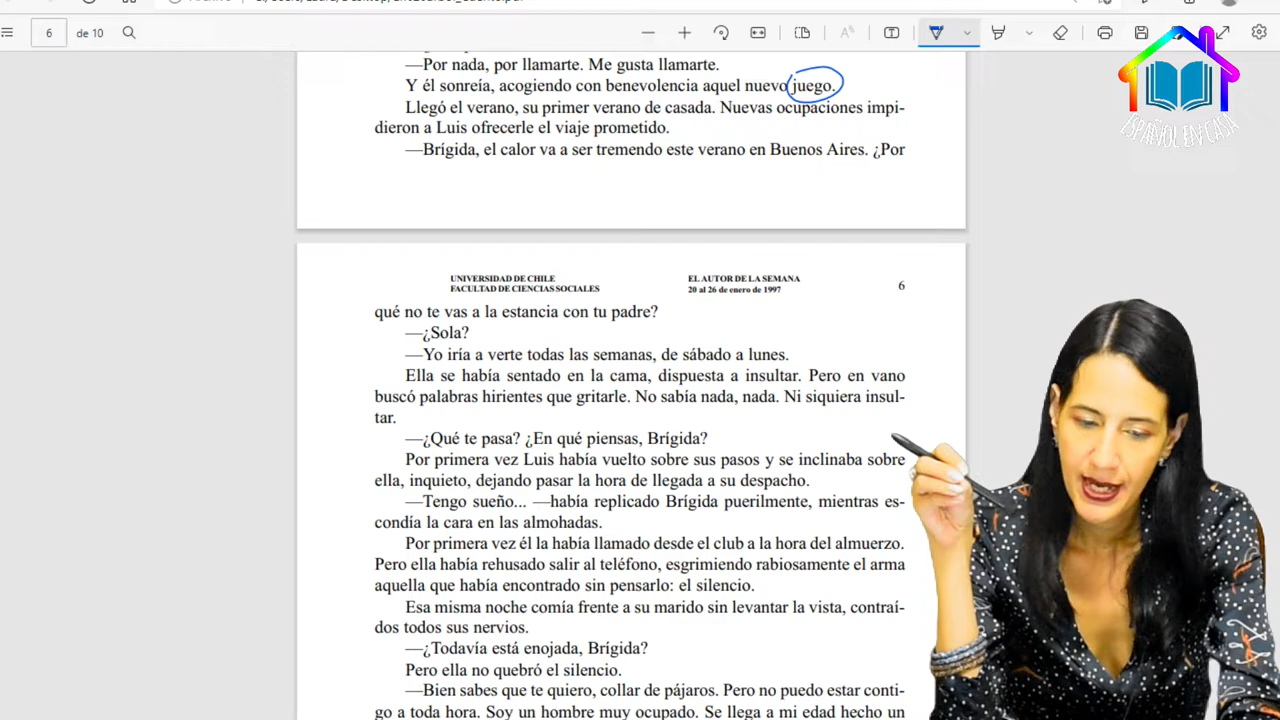 6
de 10
—Por nada, por llamarte. Me gusta llamarte.
Y él sonreía, acogiendo con benevolencia aquel nuevo juego.
Llegó el verano, su primer verano de casada. Nuevas ocupaciones impi-
dieron a Luis ofrecerle el viaje prometido.
—Brígida, el calor va a ser tremendo este verano en Buenos Aires. ¿Por
UNIVERSIDAD DE CHILE
FACULTAD DE CIENCIAS SOCIALES
EL AUTOR DE LA SEMANA
20 al 26 de enero de 1997
6
qué no te vas a la estancia con tu padre?
—¿Sola?
—Yo iría a verte todas las semanas, de sábado a lunes.
Ella se había sentado en la cama, dispuesta a insultar. Pero en vano
buscó palabras hirientes que gritarle. No sabía nada, nada. Ni siquiera insul-
tar.
—¿Qué te pasa? ¿En qué piensas, Brígida?
Por primera vez Luis había vuelto sobre sus pasos y se inclinaba sobre
ella, inquieto, dejando pasar la hora de llegada a su despacho.
—Tengo sueño... —había replicado Brígida puerilmente, mientras es-
condía la cara en las almohadas.
Por primera vez él la había llamado desde el club a la hora del almuerzo.
Pero ella había rehusado salir al teléfono, esgrimiendo rabiosamente el arma
aquella que había encontrado sin pensarlo: el silencio.
Esa misma noche comía frente a su marido sin levantar la vista, contraí-
dos todos sus nervios.
—¿Todavía está enojada, Brígida?
Pero ella no quebró el silencio.
—Bien sabes que te quiero, collar de pájaros. Pero no puedo estar conti-
go a toda hora. Soy un hombre muy ocupado. Se llega a mi edad hecho un
ESPAÑOL EN CASA